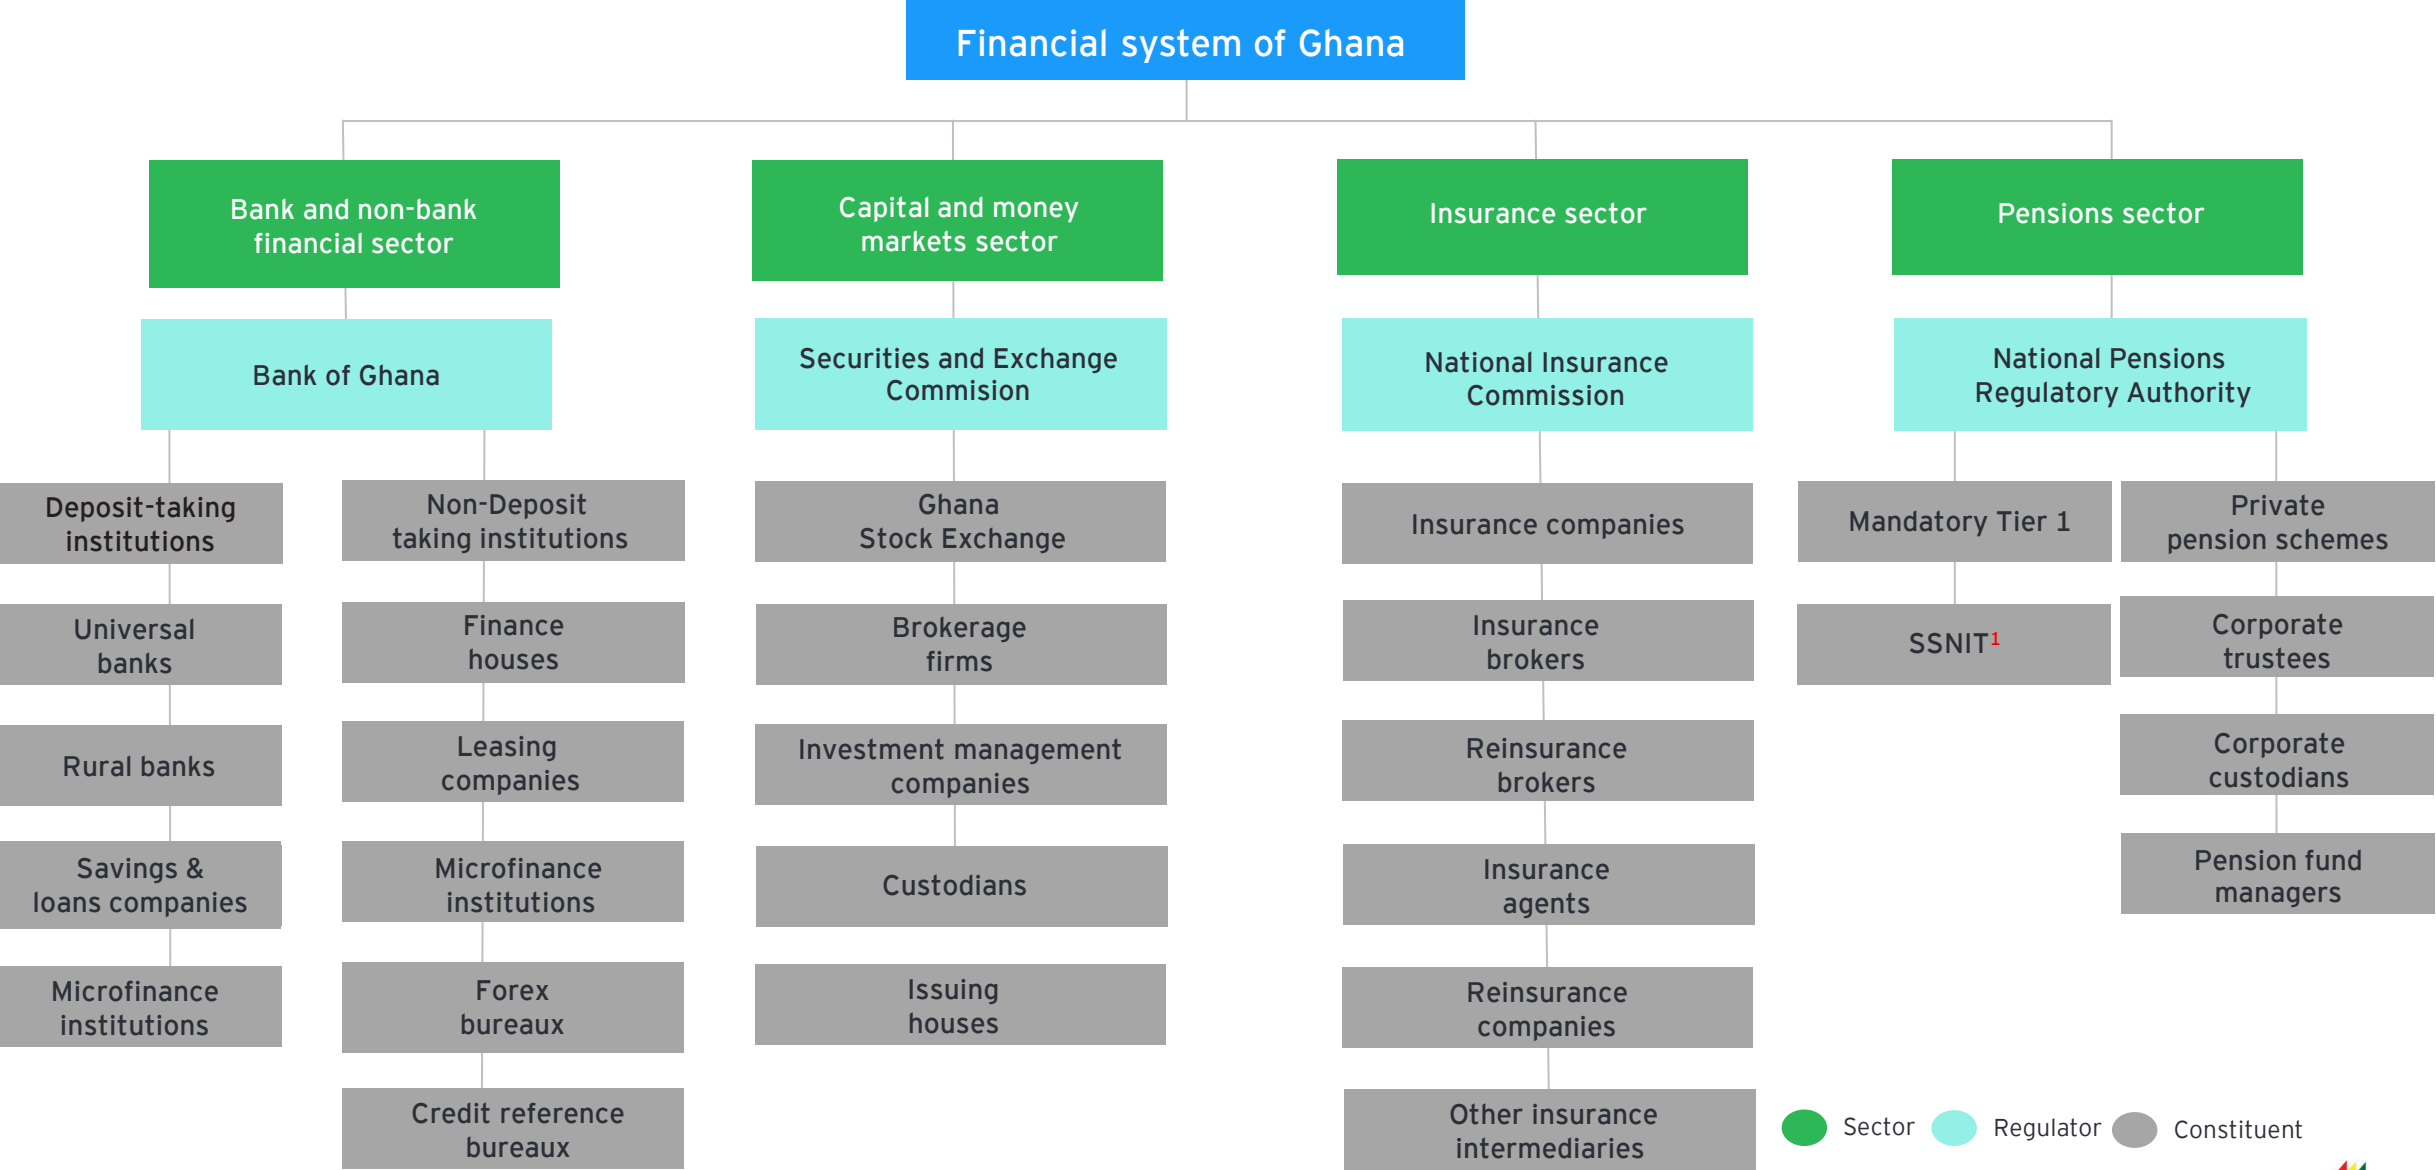 Financial system of Ghana
Bank and non-bank
financial sector
Capital and money
markets sector
Insurance sector
Pensions sector
Bank of Ghana
Securities and Exchange
Commision
National Insurance
Commission
National Pensions
Regulatory Authority
Deposit-taking
institutions
Universal
banks
Rural banks
Savings &
loans companies
Microfinance
institutions
Non-Deposit
taking institutions
Finance
houses
Leasing
companies
Microfinance
institutions
Forex
bureaux
Credit reference
bureaux
Ghana
Stock Exchange
Brokerage
firms
Investment management
companies
Custodians
Issuing
houses
Insurance companies
Insurance
brokers
Reinsurance
brokers
Insurance
agents
Reinsurance
companies
Other insurance
intermediaries
Mandatory Tier 1
SSNIT1
Private
pension schemes
Corporate
trustees
Corporate
custodians
Pension fund
managers
Sector
Regulator
Constituent